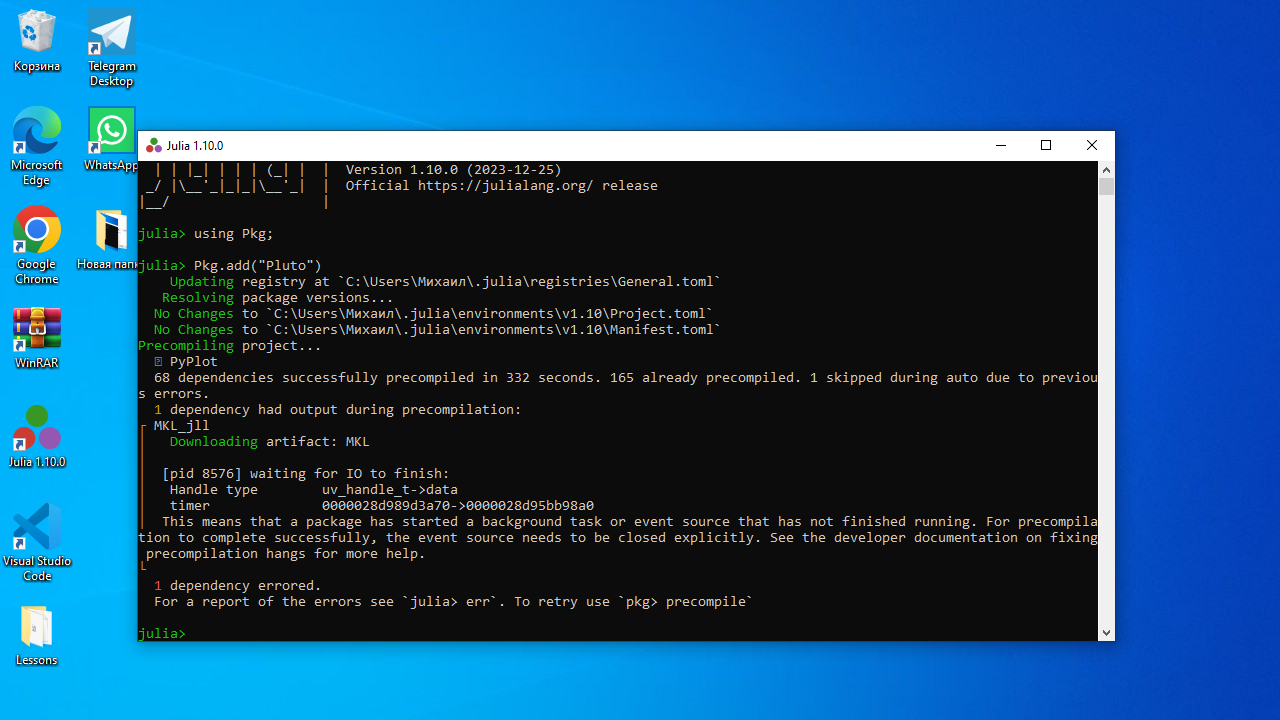 Корзина
Telegram
Desktop
Microsoft
Edge
WhatsApp
Google
Chrome
Новая папк
WinRAR
Julia 1.10.0
Visual Studio
Code
Lessons
Julia 1.10.0
Version 1.10.0 (2023-12-25)
Official https://julialang.org/ release
julia> using Pkg;
julia> Pkg.add("Pluto")
Updating registry at `C:\Users\Михаил\.julia\registries\General.toml`
Resolving package versions...
No Changes to `C:\Users\Михаил\.julia\environments\v1.10\Project.toml`
No Changes to `C:\Users\Михаил\.julia\environments\v1.10\Manifest.toml`
Precompiling project...
PyPlot
68 dependencies successfully precompiled in 332 seconds. 165 already precompiled. 1 skipped during auto due to previou
s errors.
1 dependency had output during precompilation:
┌ MKL_jll
│ Downloading artifact: MKL
│
│ [pid 8576] waiting for IO to finish:
│ Handle type uv_handle_t->data
│ timer 0000028d989d3a70->0000028d95bb98a0
│ This means that a package has started a background task or event source that has not finished running. For precompila
tion to complete successfully, the event source needs to be closed explicitly. See the developer documentation on fixing
precompilation hangs for more help.
└
1 dependency errored.
For a report of the errors see `julia> err`. To retry use `pkg> precompile`
julia>